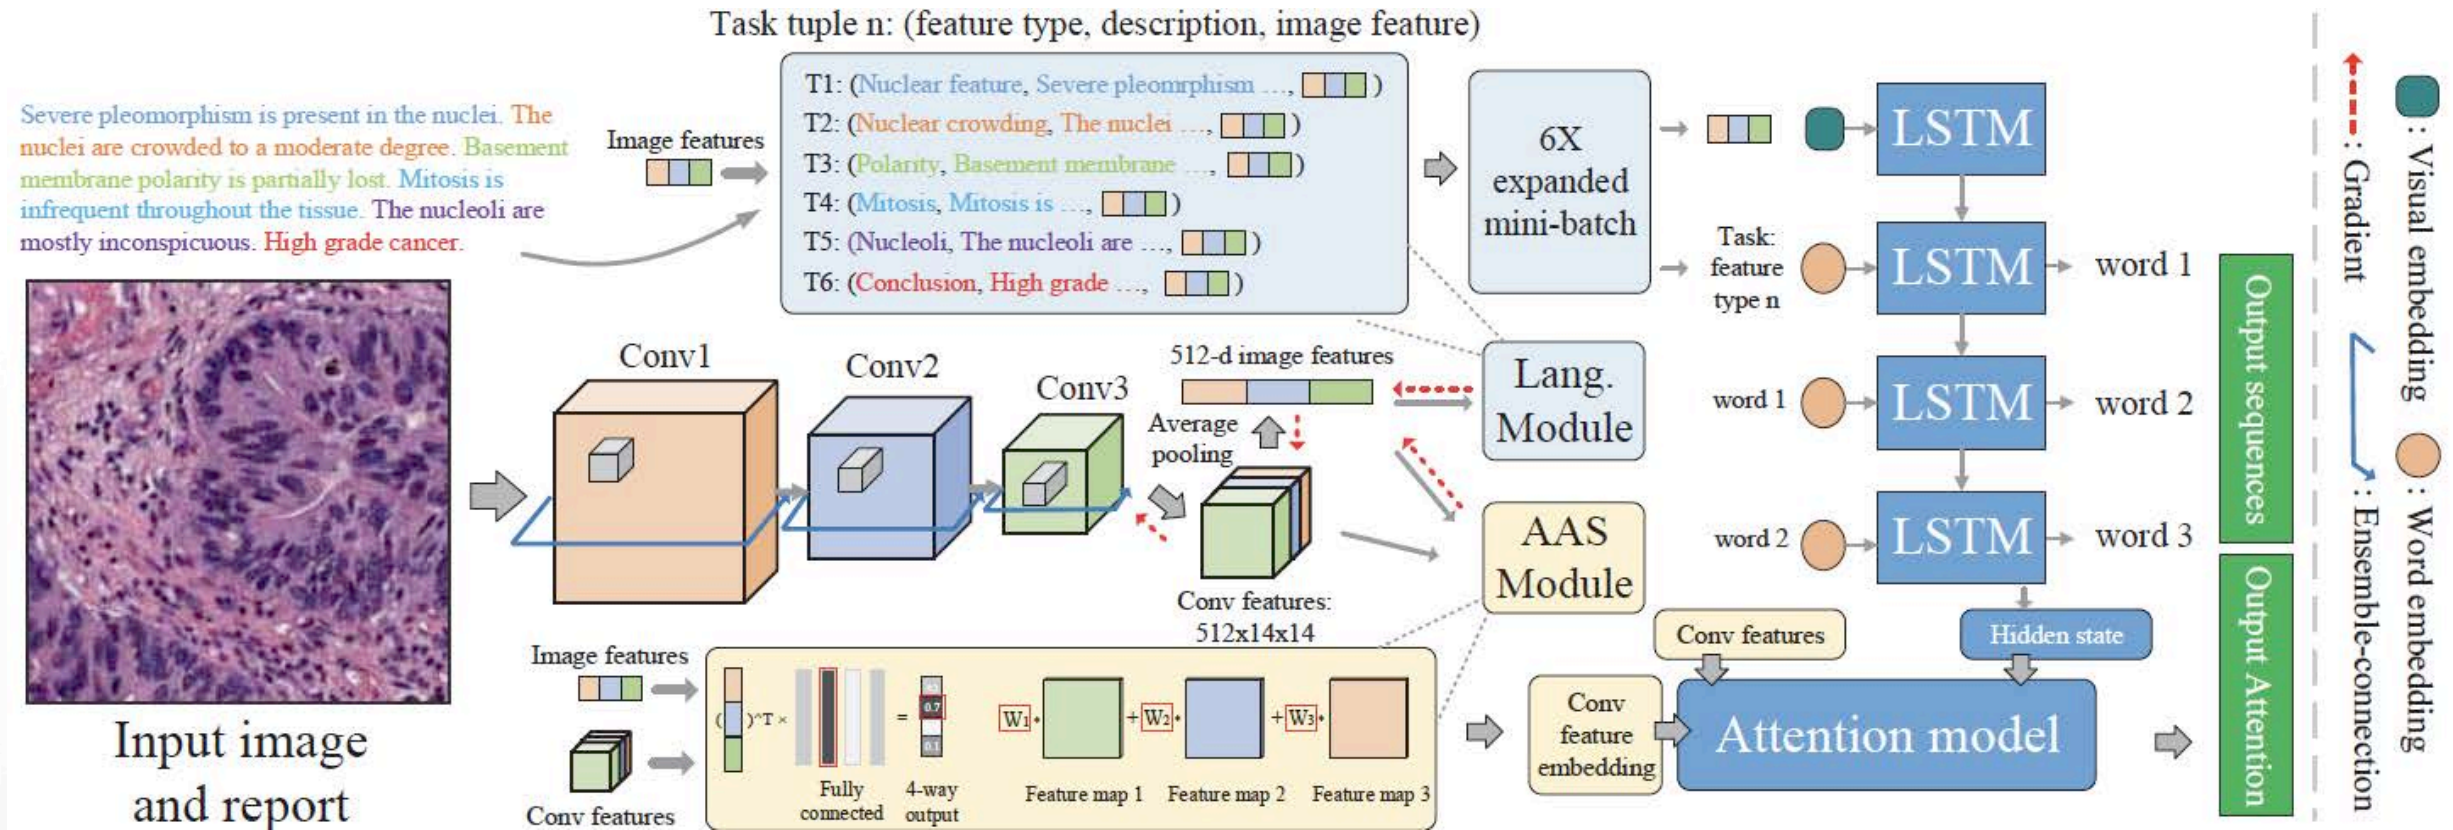 Task tuple n: (feature type, description, image feature)
Severe pleomorphism is present in the nuclei. The
nuclei are crowded to a moderate degree. Basement
membrane polarity is partially lost. Mitosis is
infrequent throughout the tissue. The nucleoli are
mostly inconspicuous. High grade cancer.
Image features
T1: (Nuclear feature, Severe pleomrphism ..., )
T2: (Nuclear crowding, The nuclei ..., )
T3: (Polarity, Basement membrane ..., )
T4: (Mitosis, Mitosis is ..., )
T5: (Nucleoli, The nucleoli are ..., )
T6: (Conclusion, High grade ..., )
6X
expanded
mini-batch
LSTM
Task:
feature
type n
LSTM
word 1
word 1
LSTM
word 2
word 2
LSTM
word 3
Input image
and report
Conv1
Conv2
Conv3
512-d image features
Average
pooling
Lang.
Module
AAS
Module
Conv features:
512x14x14
Image features
Conv features
( )^T ×
=
0.7
0.1
W1•
+ W2•
+ W3•
Fully
connected
4-way
output
Feature map 1
Feature map 2
Feature map 3
Conv
feature
embedding
Conv features
Hidden state
Attention model
Output sequences
Output Attention
: Gradient
: Ensemble-connection
: Visual embedding
: Word embedding